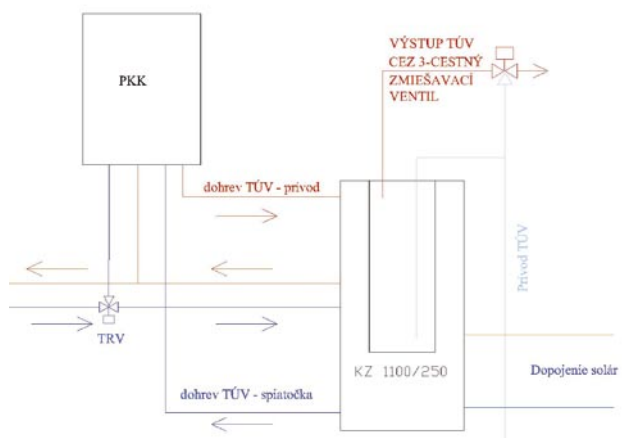 VÝSTUP TÚV
CEZ 3-CESTNÝ
ZMIEŠAVACÍ
VENTIL
PKK
dohrev TÚV - prívod
Prívod TÚV
TRV
KZ 1100/250
Dopojenie solár
dohrev TÚV - spiatočka